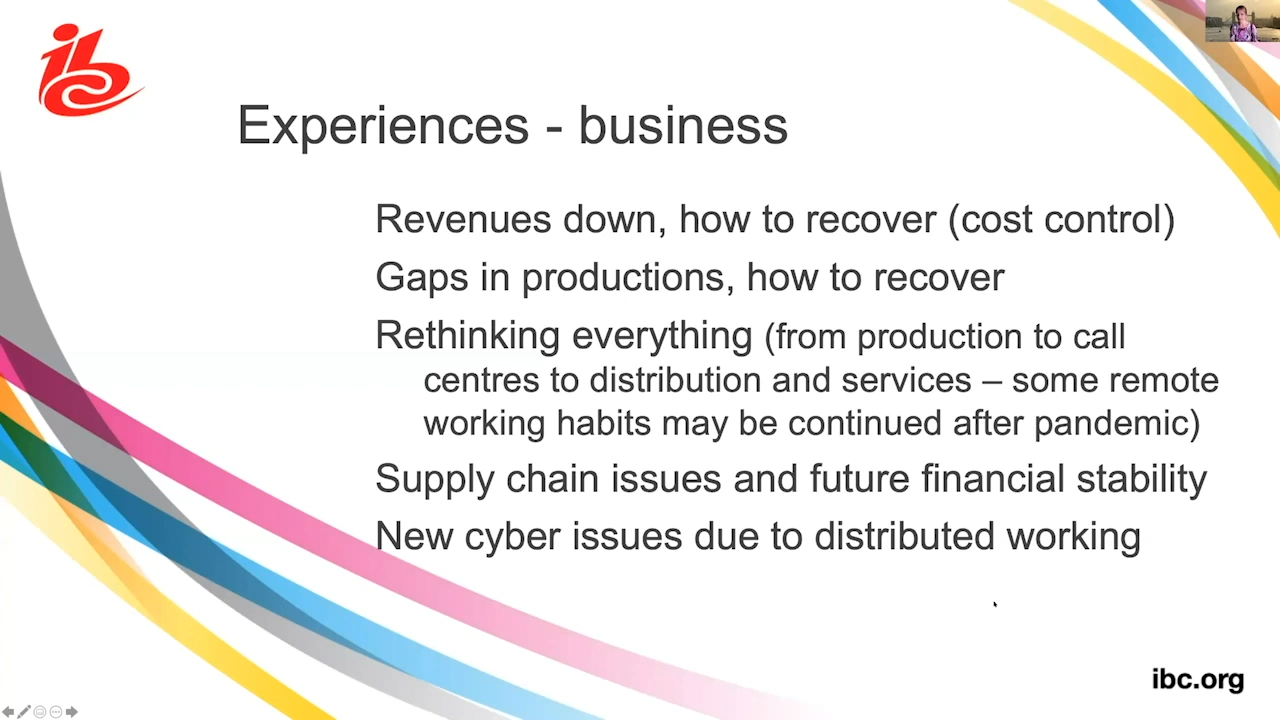 ibc
Experiences - business
Revenues down, how to recover (cost control)
Gaps in productions, how to recover
Rethinking everything (from production to call
centres to distribution and services – some remote
working habits may be continued after pandemic)
Supply chain issues and future financial stability
New cyber issues due to distributed working
ibc.org